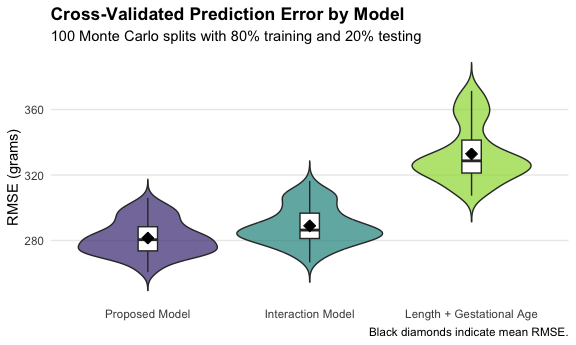 Cross-Validated Prediction Error by Model
100 Monte Carlo splits with 80% training and 20% testing
RMSE (grams)
360
320
280
Proposed Model
Interaction Model
Length + Gestational Age
Black diamonds indicate mean RMSE.